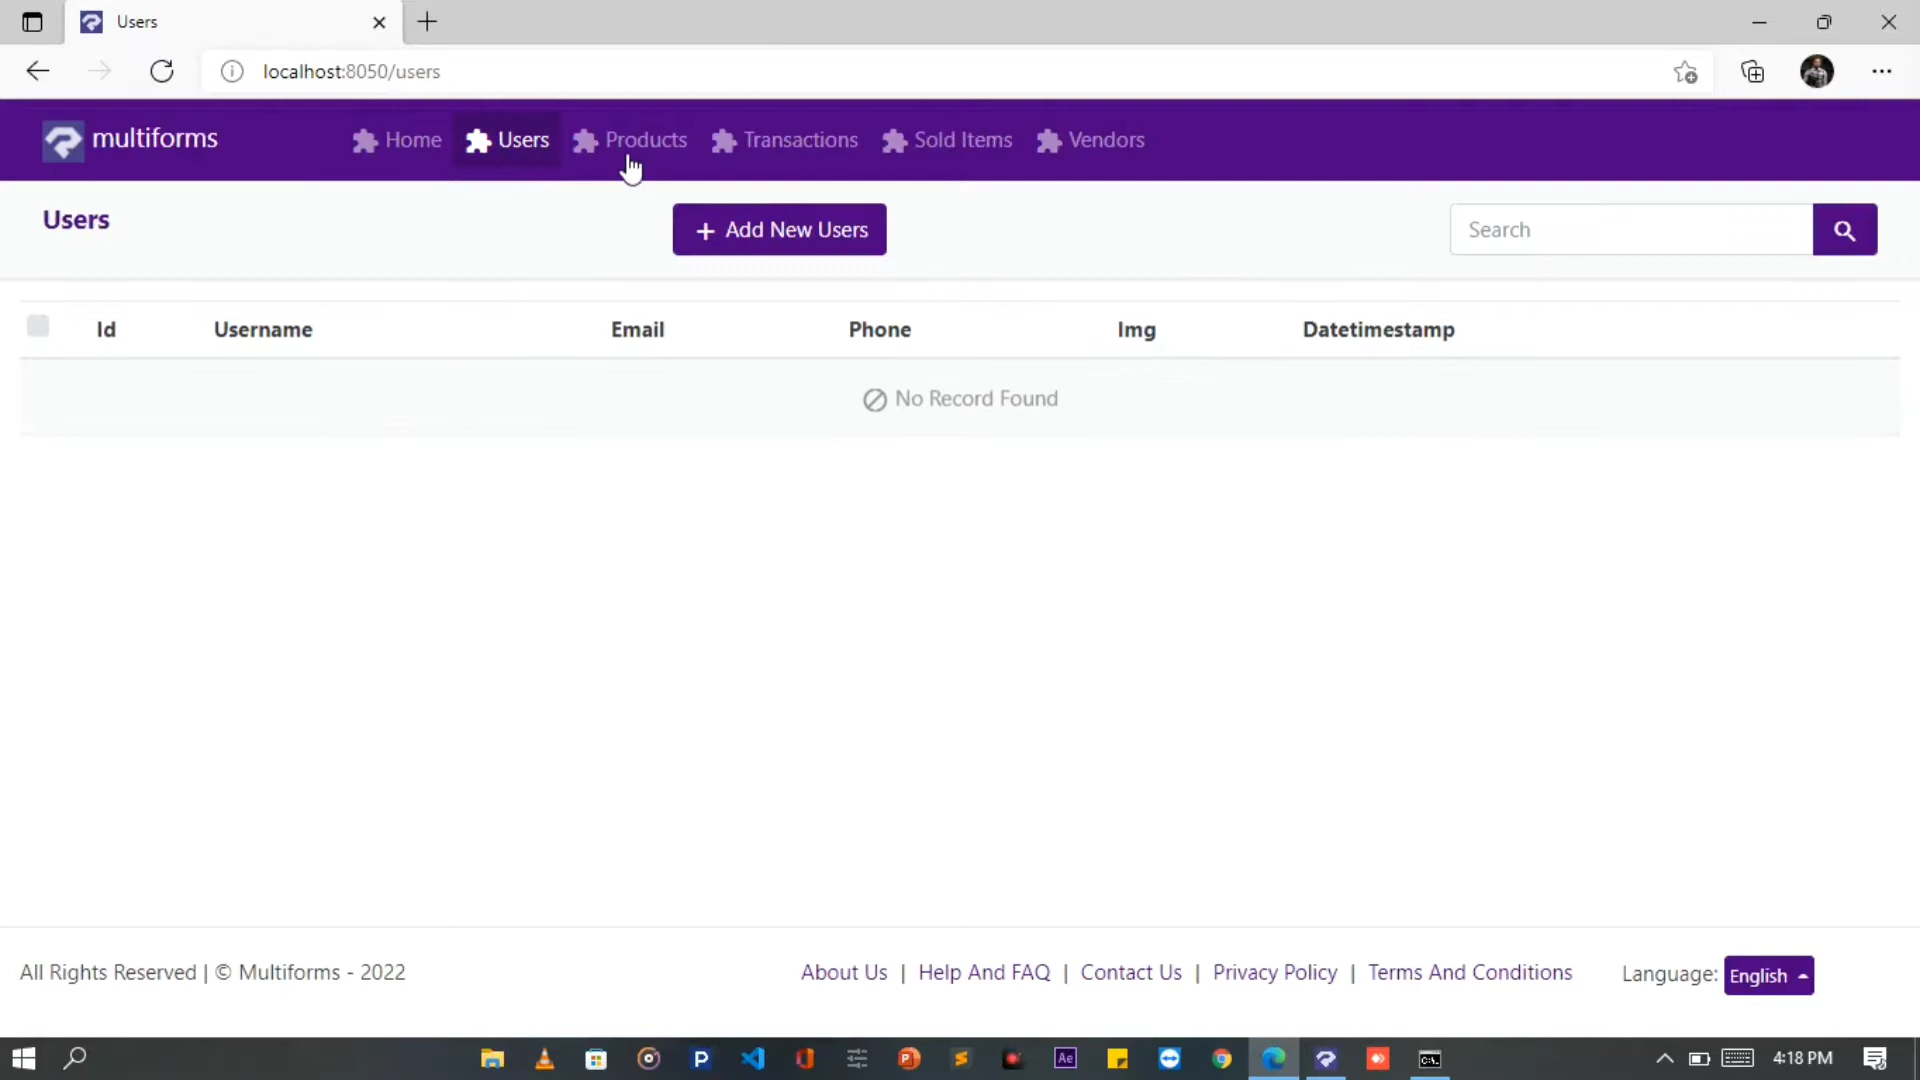 Users
localhost:8050/users
multiforms
Home Users Products Transactions Sold Items Vendors
Users
+ Add New Users
Search
Id Username Email Phone Img Datetimestamp
No Record Found
All Rights Reserved | © Multiforms - 2022
About Us | Help And FAQ | Contact Us | Privacy Policy | Terms And Conditions
Language: English
4:18 PM